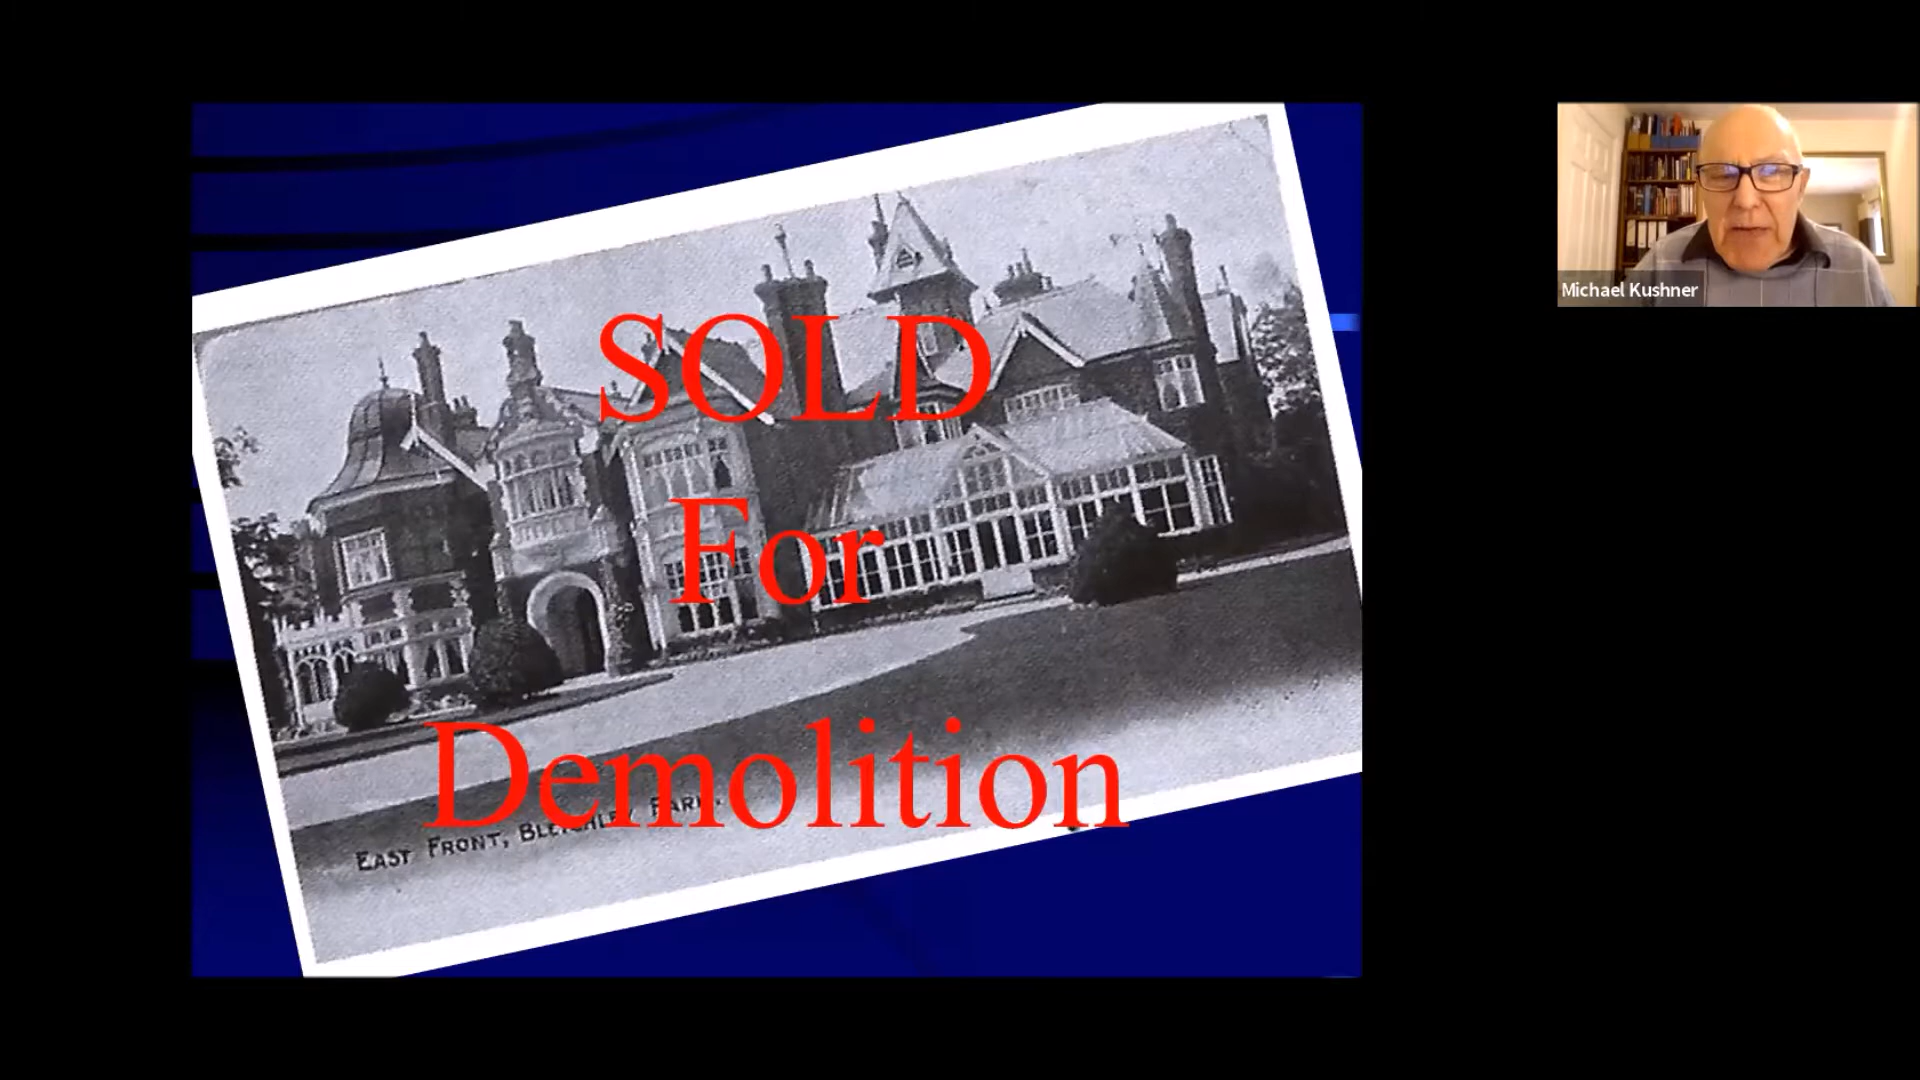 SOLD
For
Demolition
EAST FRONT, BLETCHLEY PARK.
Michael Kushner